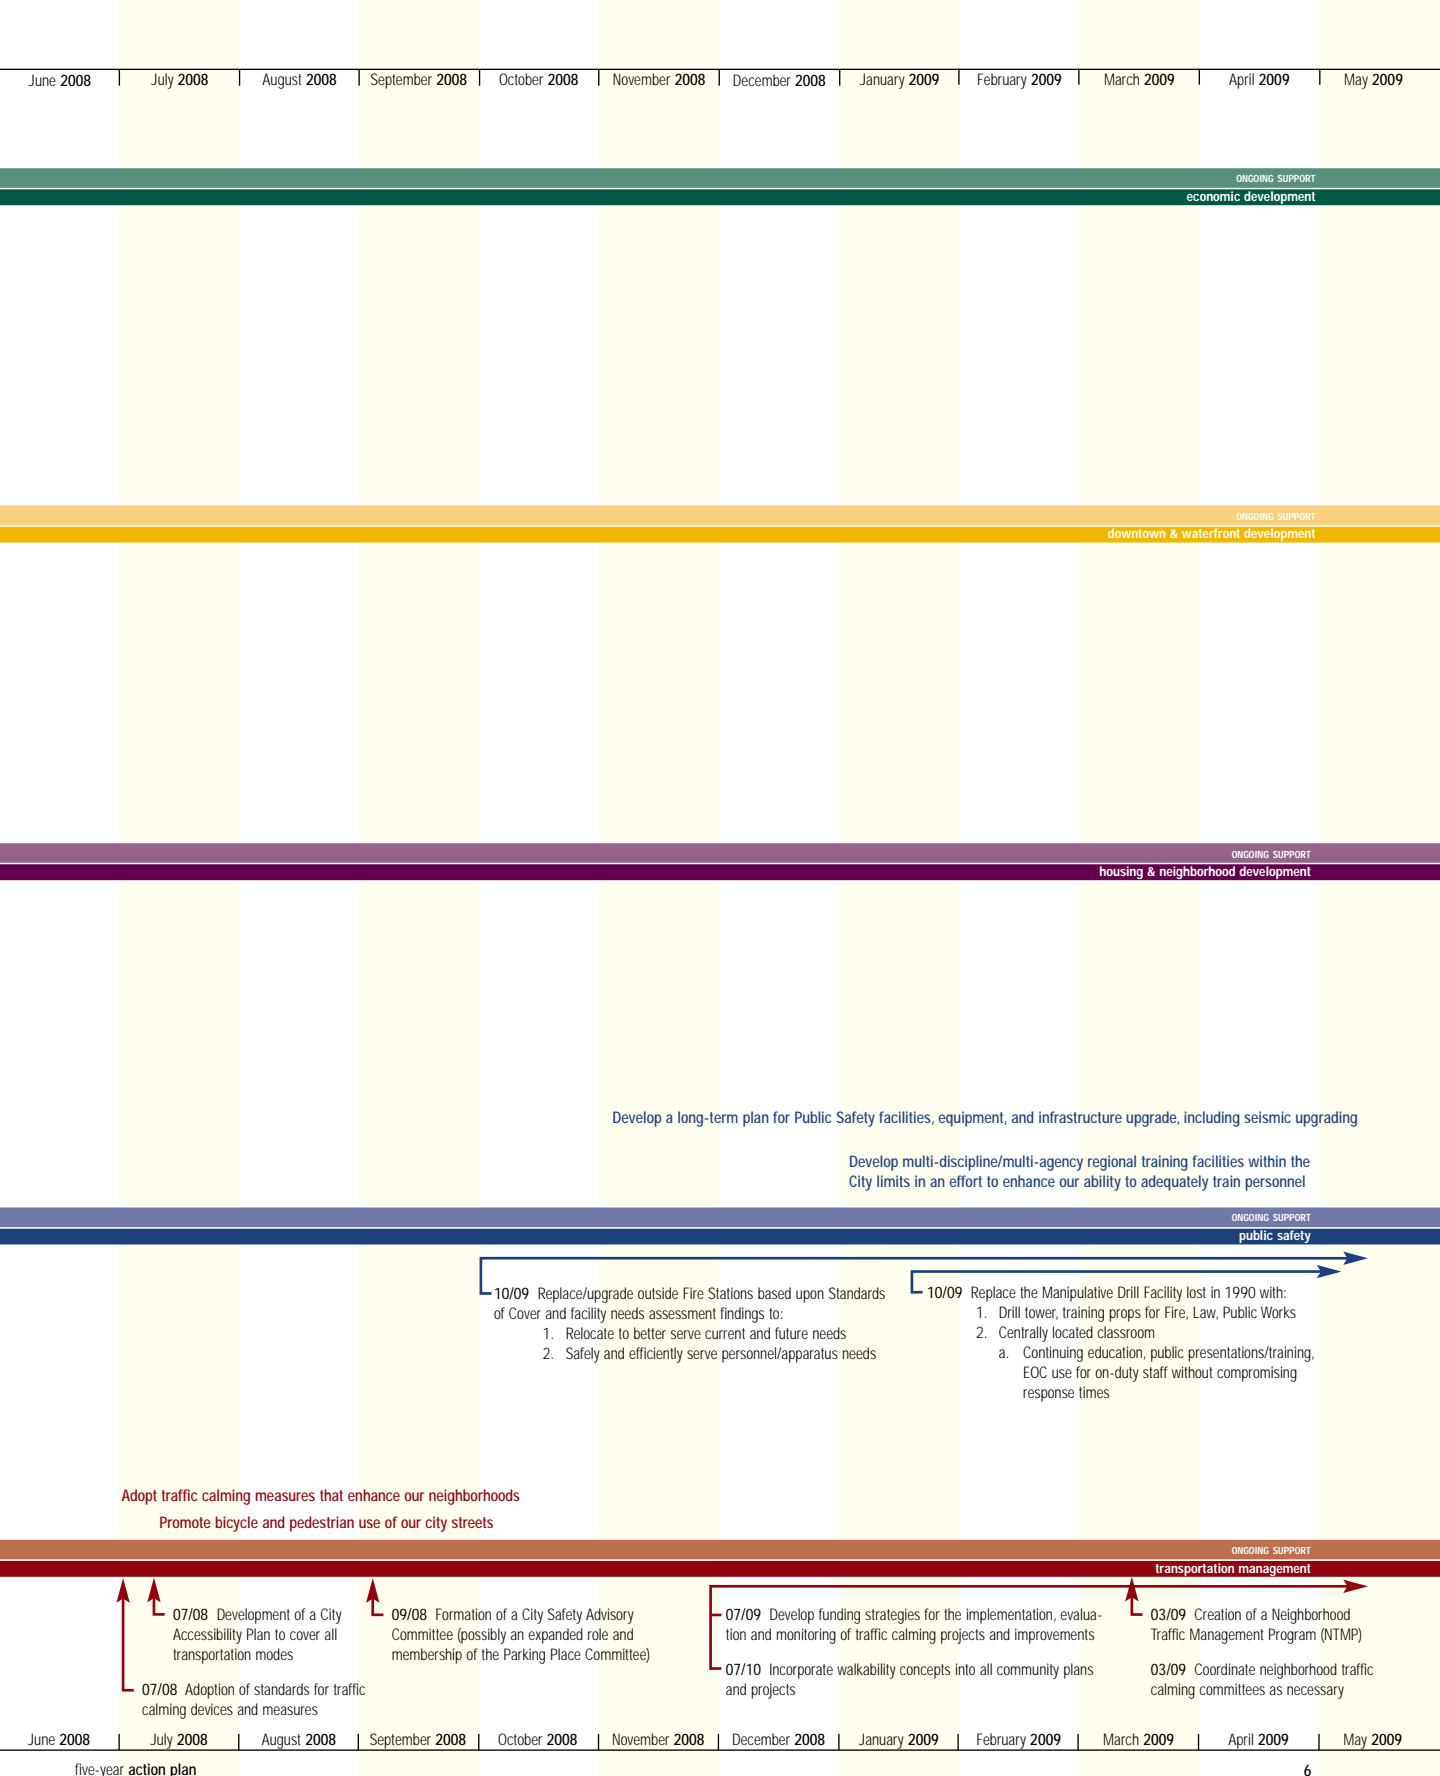 June 2008 July 2008 August 2008 September 2008 October 2008 November 2008 December 2008 January 2009 February 2009 March 2009 April 2009 May 2009
ONGOING SUPPORT
economic development
ONGOING SUPPORT
downtown & waterfront development
ONGOING SUPPORT
housing & neighborhood development
Develop a long-term plan for Public Safety facilities, equipment, and infrastructure upgrade, including seismic upgrading
Develop multi-discipline/multi-agency regional training facilities within the
City limits in an effort to enhance our ability to adequately train personnel
ONGOING SUPPORT
public safety
10/09 Replace/upgrade outside Fire Stations based upon Standards
of Cover and facility needs assessment findings to:
1. Relocate to better serve current and future needs
2. Safely and efficiently serve personnel/apparatus needs
10/09 Replace the Manipulative Drill Facility lost in 1990 with:
1. Drill tower, training props for Fire, Law, Public Works
2. Centrally located classroom
a. Continuing education, public presentations/training,
EOC use for on-duty staff without compromising
response times
Adopt traffic calming measures that enhance our neighborhoods
Promote bicycle and pedestrian use of our city streets
ONGOING SUPPORT
transportation management
07/08 Development of a City
Accessibility Plan to cover all
transportation modes
07/08 Adoption of standards for traffic
calming devices and measures
09/08 Formation of a City Safety Advisory
Committee (possibly an expanded role and
membership of the Parking Place Committee)
07/09 Develop funding strategies for the implementation, evalua-
tion and monitoring of traffic calming projects and improvements
07/10 Incorporate walkability concepts into all community plans
and projects
03/09 Creation of a Neighborhood
Traffic Management Program (NTMP)
03/09 Coordinate neighborhood traffic
calming committees as necessary
June 2008 July 2008 August 2008 September 2008 October 2008 November 2008 December 2008 January 2009 February 2009 March 2009 April 2009 May 2009
five-year action plan
6